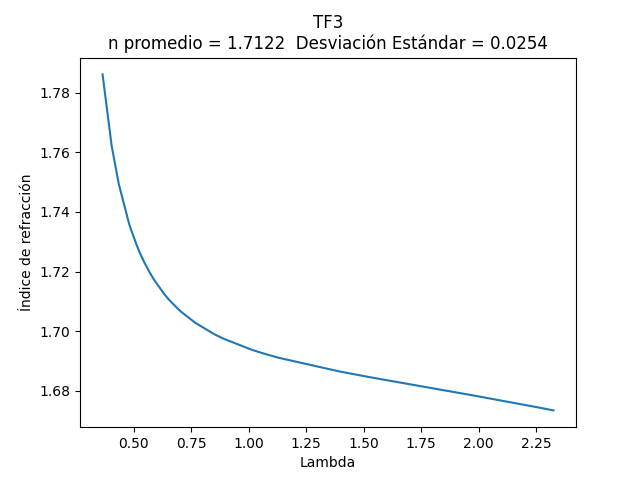 TF3
n promedio = 1.7122  Desviación Estándar = 0.0254
Índice de refracción
1.78
1.76
1.74
1.72
1.70
1.68
0.50 0.75 1.00 1.25 1.50 1.75 2.00 2.25
Lambda